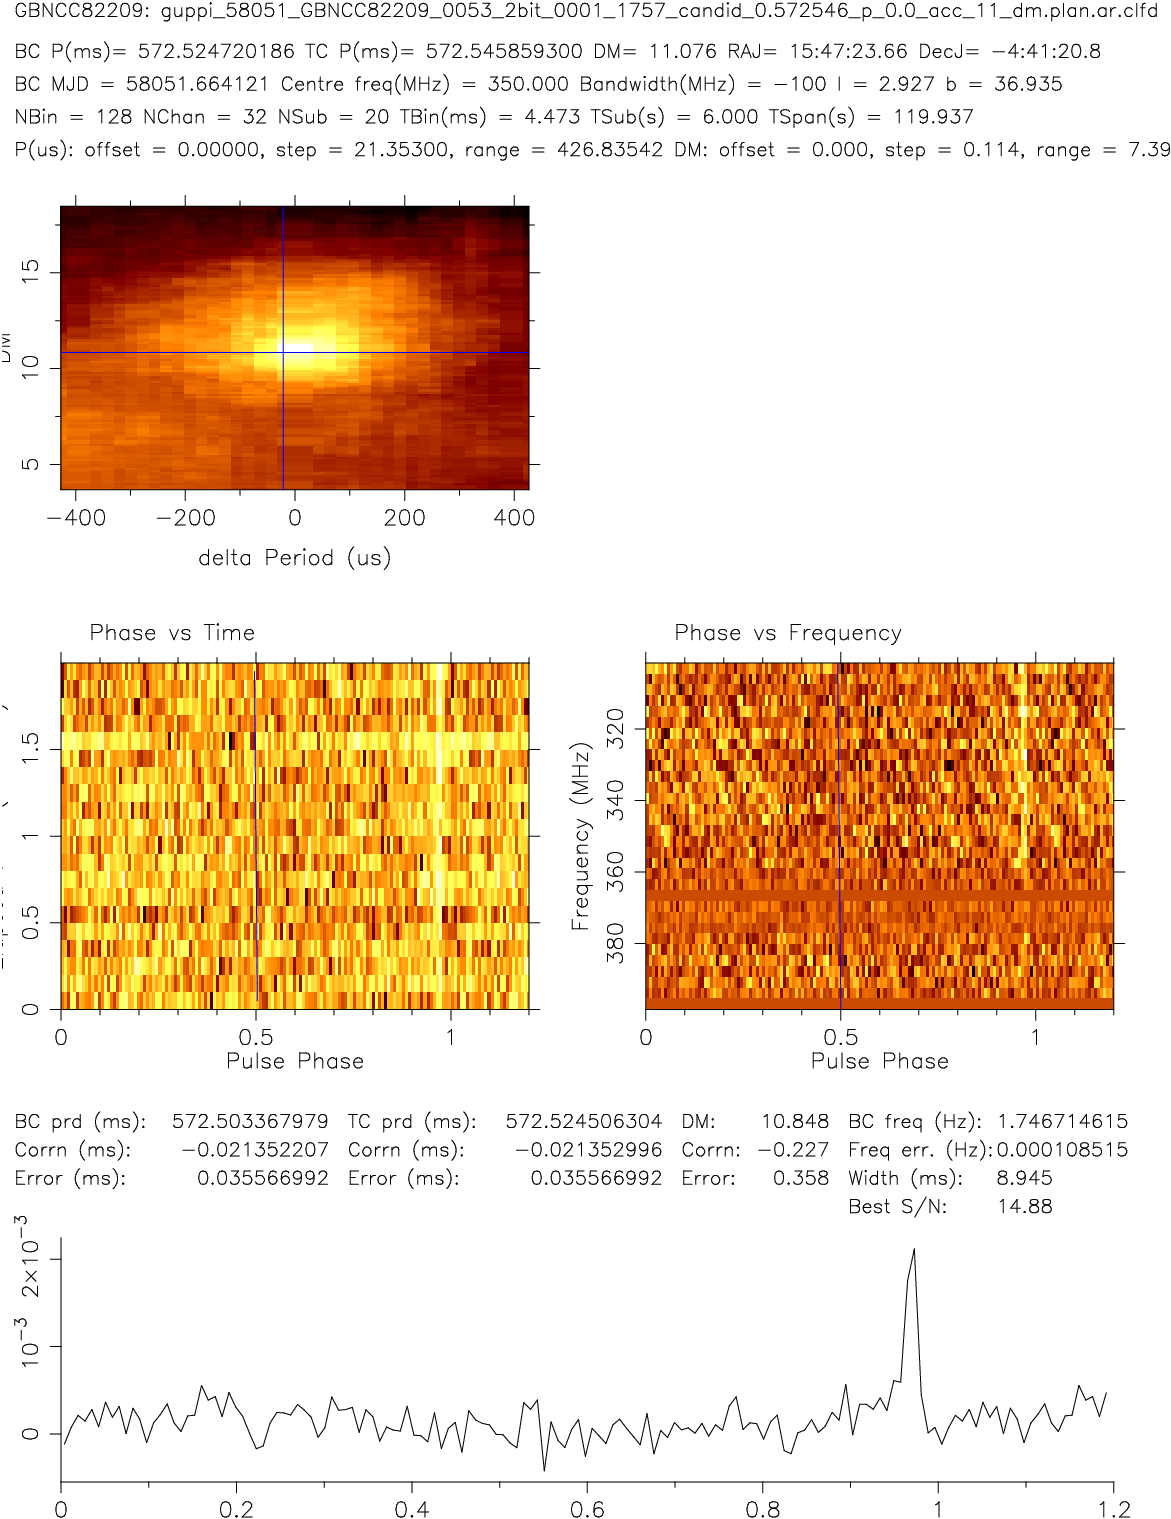 GBNCC82209: guppi_58051_GBNCC82209_0053_2bit_0001_1757_candid_0.572546_p_0.0_acc_11_dm.plan.ar.clfd
BC P(ms)= 572.524720186 TC P(ms)= 572.545859300 DM= 11.076 RAJ= 15:47:23.66 DecJ= −4:41:20.8
BC MJD = 58051.664121 Centre freq(MHz) = 350.000 Bandwidth(MHz) = −100 l = 2.927 b = 36.935
NBin = 128 NChan = 32 NSub = 20 TBin(ms) = 4.473 TSub(s) = 6.000 TSpan(s) = 119.937
P(us): offset = 0.00000, step = 21.35300, range = 426.83542 DM: offset = 0.000, step = 0.114, range = 7.39
15
10
5
DM
−400 −200 0 200 400
delta Period (us)
Phase vs Time
1.5
1
0.5
0
0 0.5 1
Pulse Phase
Phase vs Frequency
Frequency (MHz)
320
340
360
380
0 0.5 1
Pulse Phase
BC prd (ms): 572.503367979 TC prd (ms): 572.524506304 DM: 10.848 BC freq (Hz): 1.746714615
Corrn (ms): −0.021352207 Corrn (ms): −0.021352996 Corrn: −0.227 Freq err. (Hz): 0.000108515
Error (ms): 0.035566992 Error (ms): 0.035566992 Error: 0.358 Width (ms): 8.945
Best S/N: 14.88
2×10−3
10−3
0
0 0.2 0.4 0.6 0.8 1 1.2